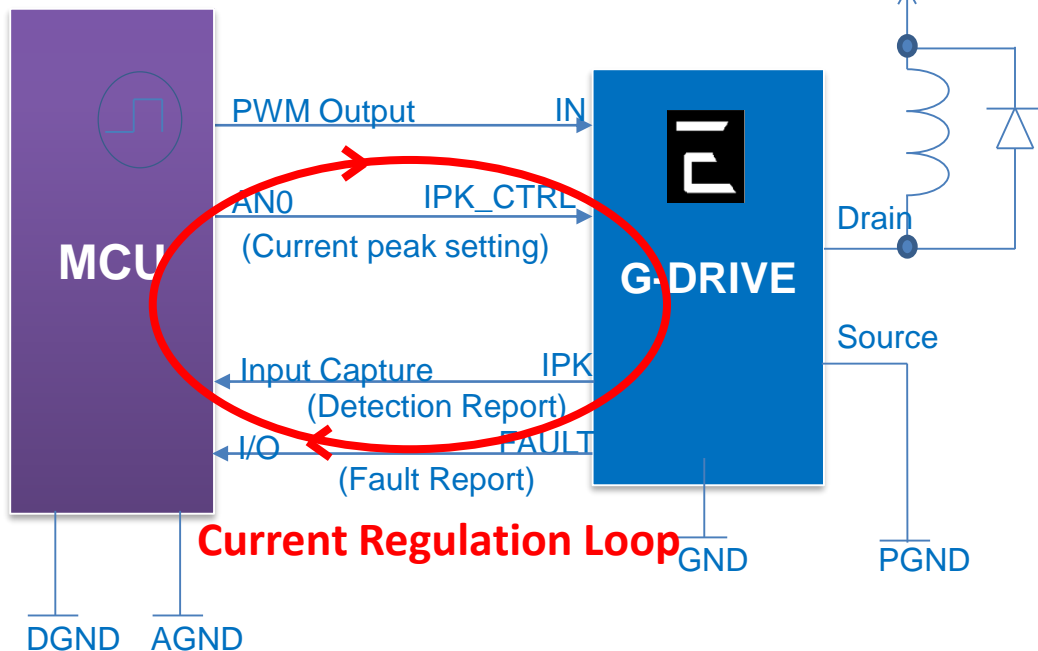 PWM Output
IN
AN0
IPK_CTRL
(Current peak setting)
MCU
G-DRIVE
Drain
Source
Input Capture
IPK
(Detection Report)
I/O
FAULT
(Fault Report)
Current Regulation Loop
GND
PGND
DGND
AGND